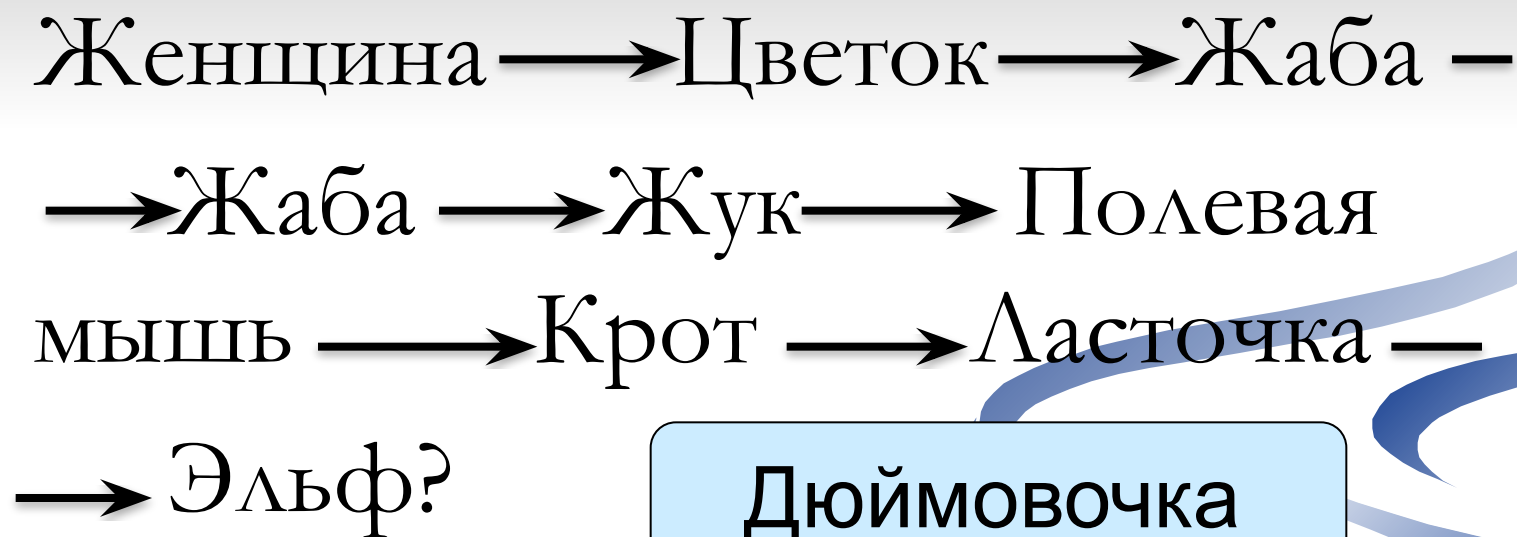 Женщина → Цветок → Жаба –
→ Жаба → Жук → Полевая
мышь → Крот → Ласточка –
→ Эльф?
Дюймовочка